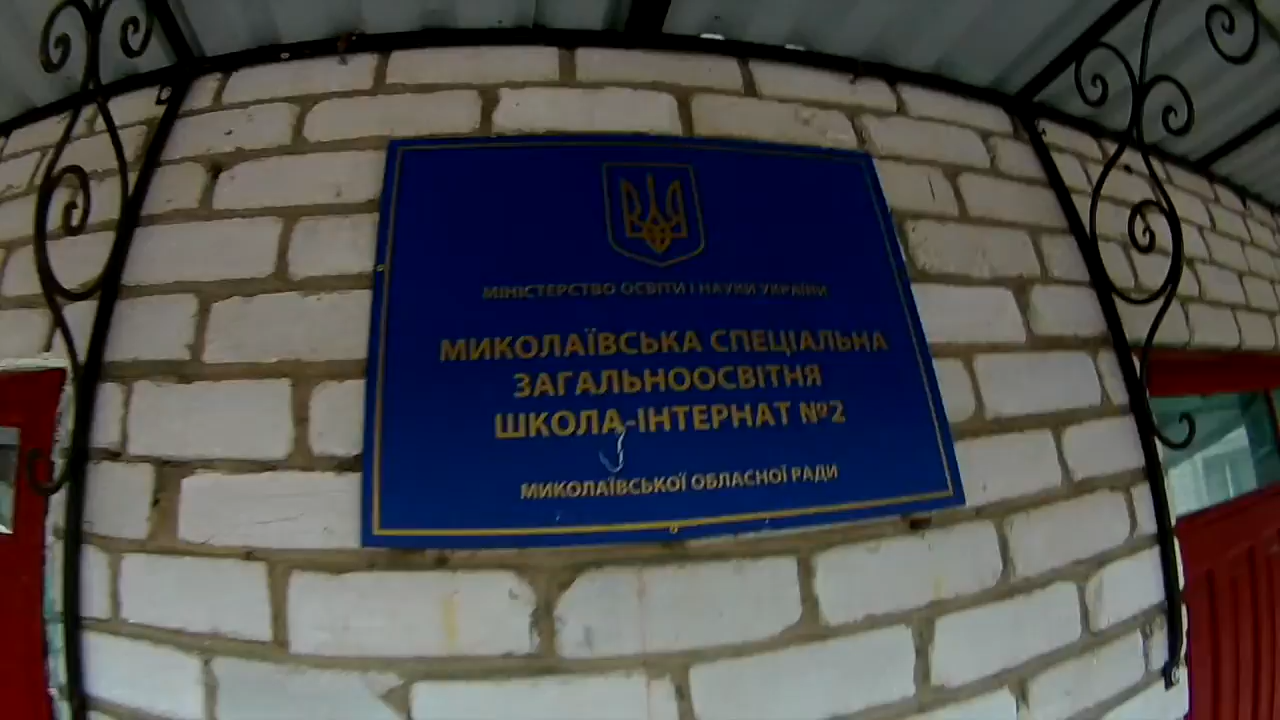 МІНІСТЕРСТВО ОСВІТИ І НАУКИ УКРАЇНИ
МИКОЛАЇВСЬКА СПЕЦІАЛЬНА
ЗАГАЛЬНООСВІТНЯ
ШКОЛА-ІНТЕРНАТ №2
МИКОЛАЇВСЬКОЇ ОБЛАСНОЇ РАДИ